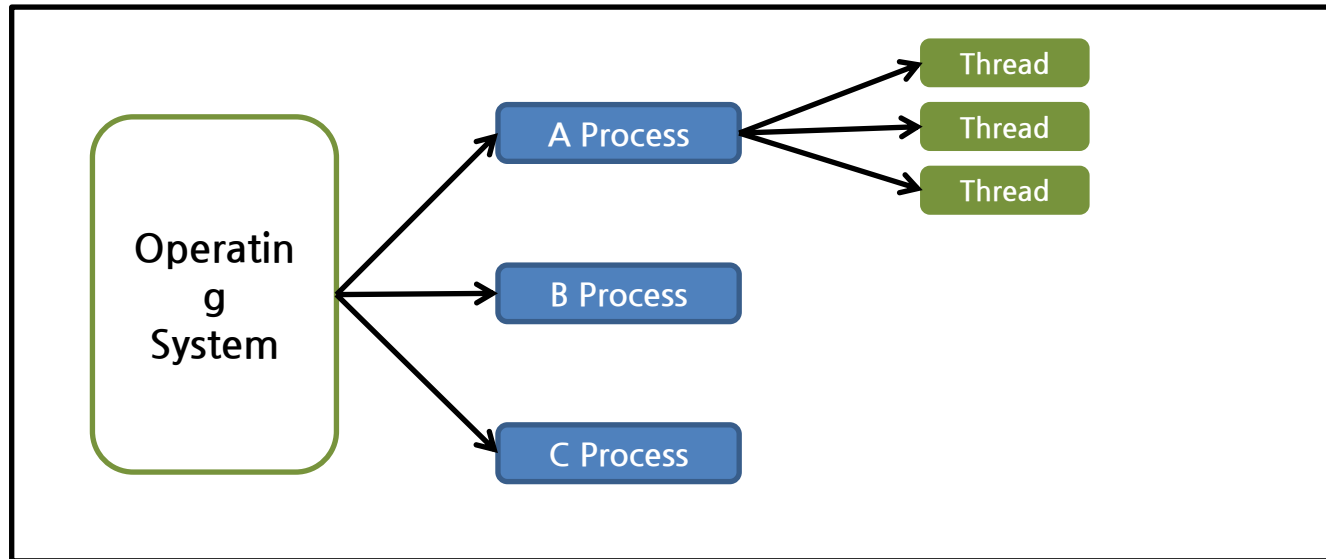 Operatin
g
System
A Process
B Process
C Process
Thread
Thread
Thread